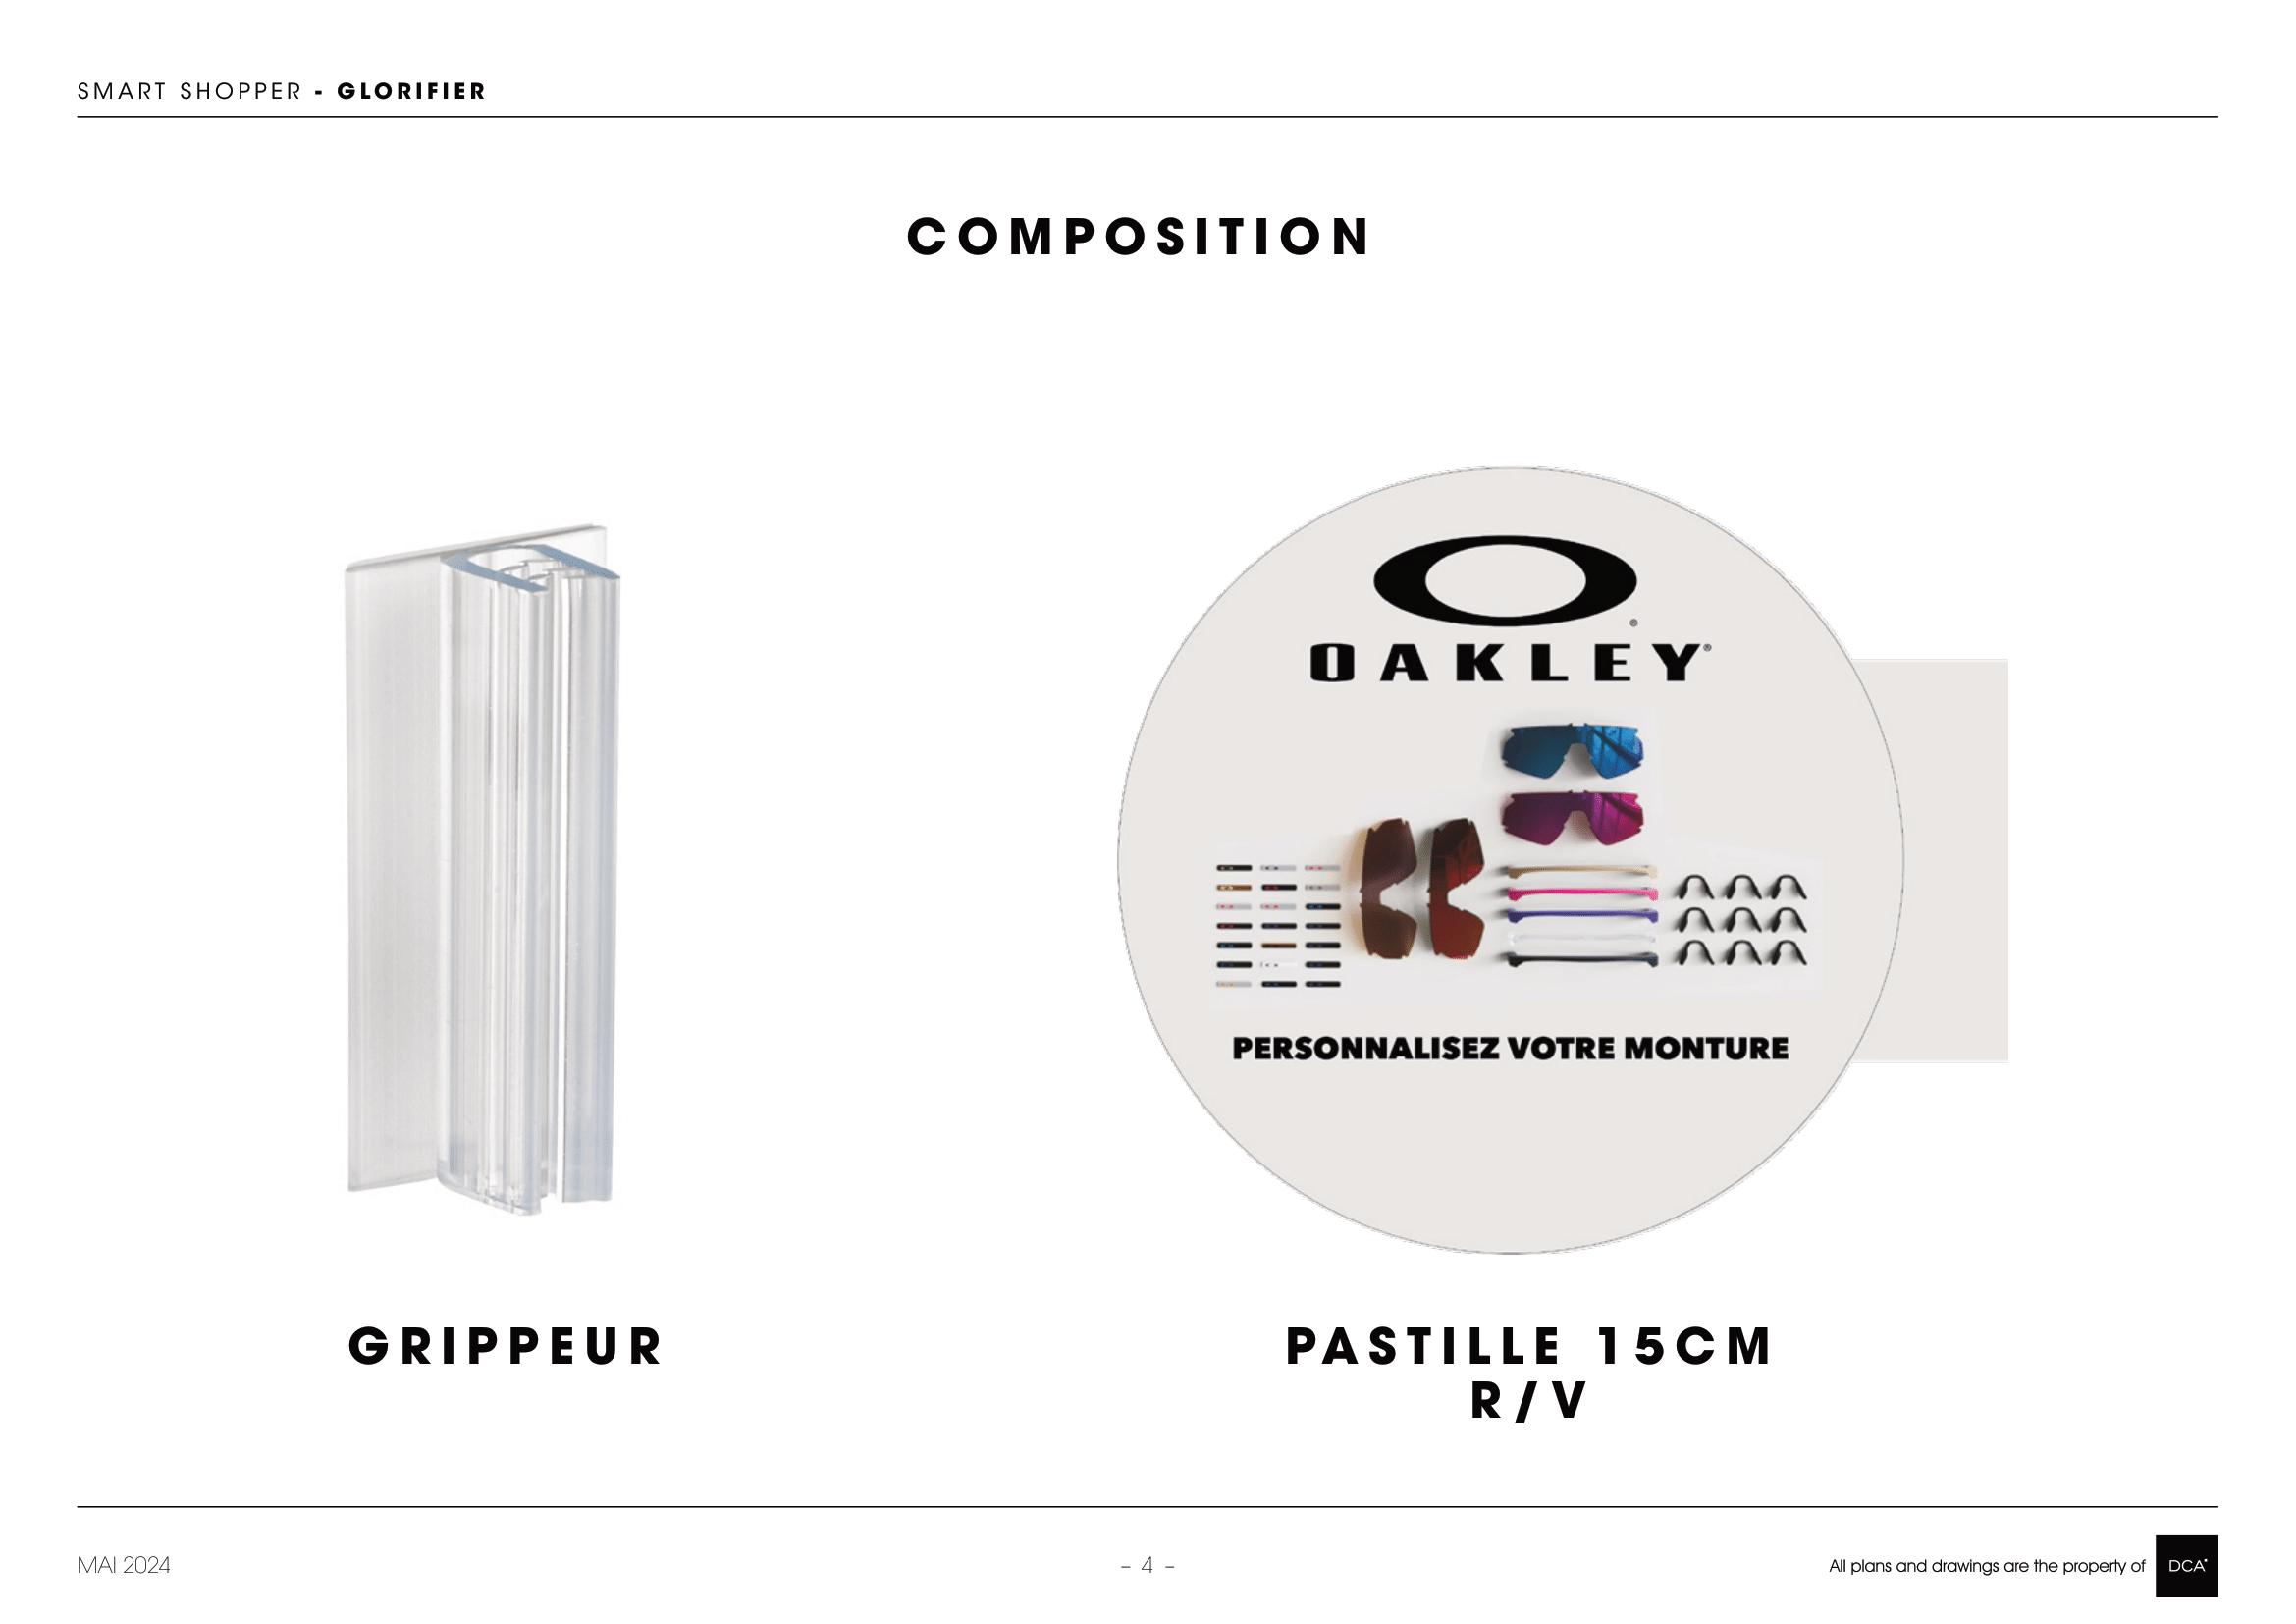 SMART SHOPPER - GLORIFIER
COMPOSITION
OAKLEY®
PERSONNALISEZ VOTRE MONTURE
GRIPPEUR
PASTILLE 15CM
R/V
MAI 2024
- 4 -
All plans and drawings are the property of
DCA